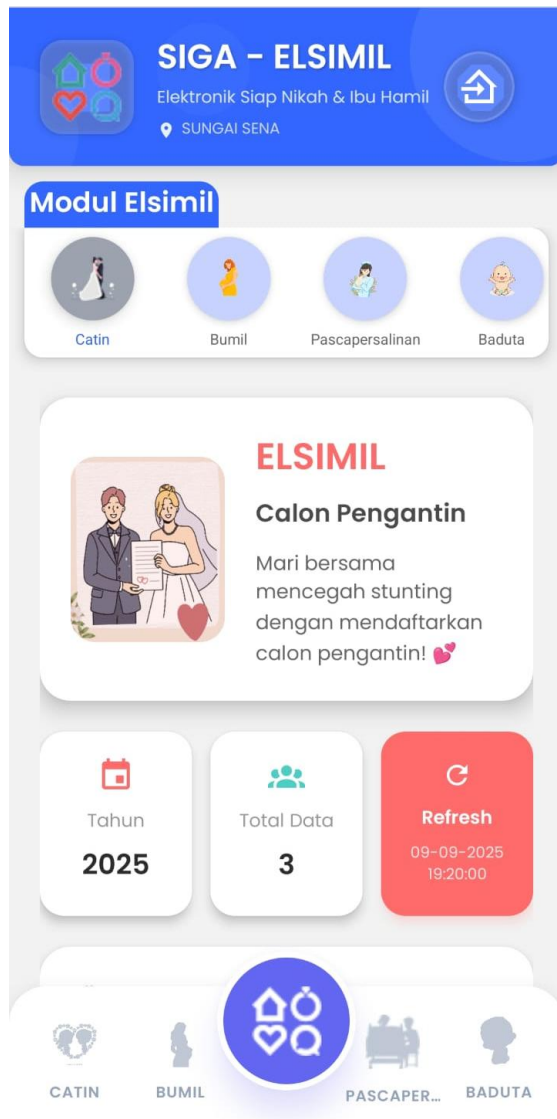 SIGA - ELSIMIL
Elektronik Siap Nikah & Ibu Hamil
SUNGAI SENA
Modul Elsimil
Catin
Bumil
Pascapersalinan
Baduta
ELSIMIL
Calon Pengantin
Mari bersama
mencegah stunting
dengan mendaftarkan
calon pengantin! 💕
Tahun
2025
Total Data
3
Refresh
09-09-2025
19:20:00
CATIN
BUMIL
PASCAPER...
BADUTA